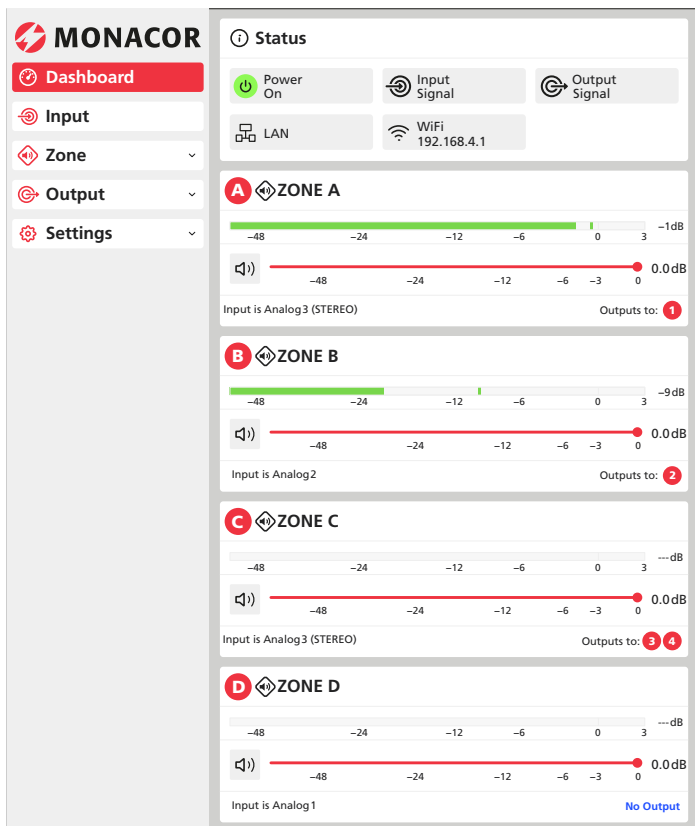 MONACOR
Dashboard
Input
Zone
Output
Settings
Status
Power On
Input Signal
Output Signal
LAN
WiFi 192.168.4.1
A ZONE A
−1dB
−48 −24 −12 −6 0 3
0.0dB
−48 −24 −12 −6 −3 0
Input is Analog3 (STEREO) Outputs to: 1
B ZONE B
−9dB
−48 −24 −12 −6 0 3
0.0dB
−48 −24 −12 −6 −3 0
Input is Analog2 Outputs to: 2
C ZONE C
---dB
−48 −24 −12 −6 0 3
0.0dB
−48 −24 −12 −6 −3 0
Input is Analog3 (STEREO) Outputs to: 3 4
D ZONE D
---dB
−48 −24 −12 −6 0 3
0.0dB
−48 −24 −12 −6 −3 0
Input is Analog1 No Output